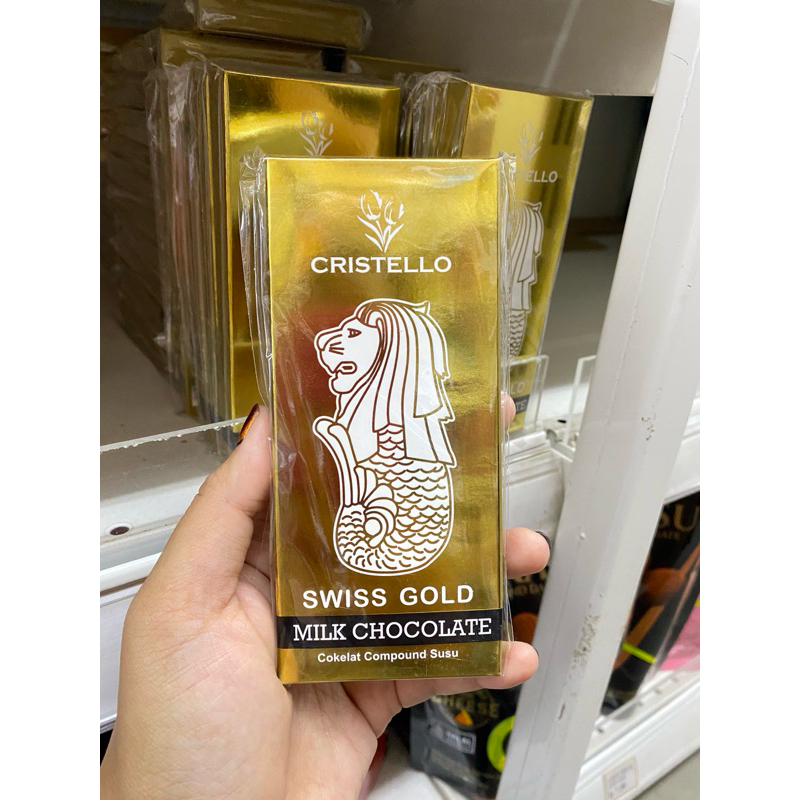 CRISTELLO
SWISS GOLD
MILK CHOCOLATE
Cokelat Compound Susu